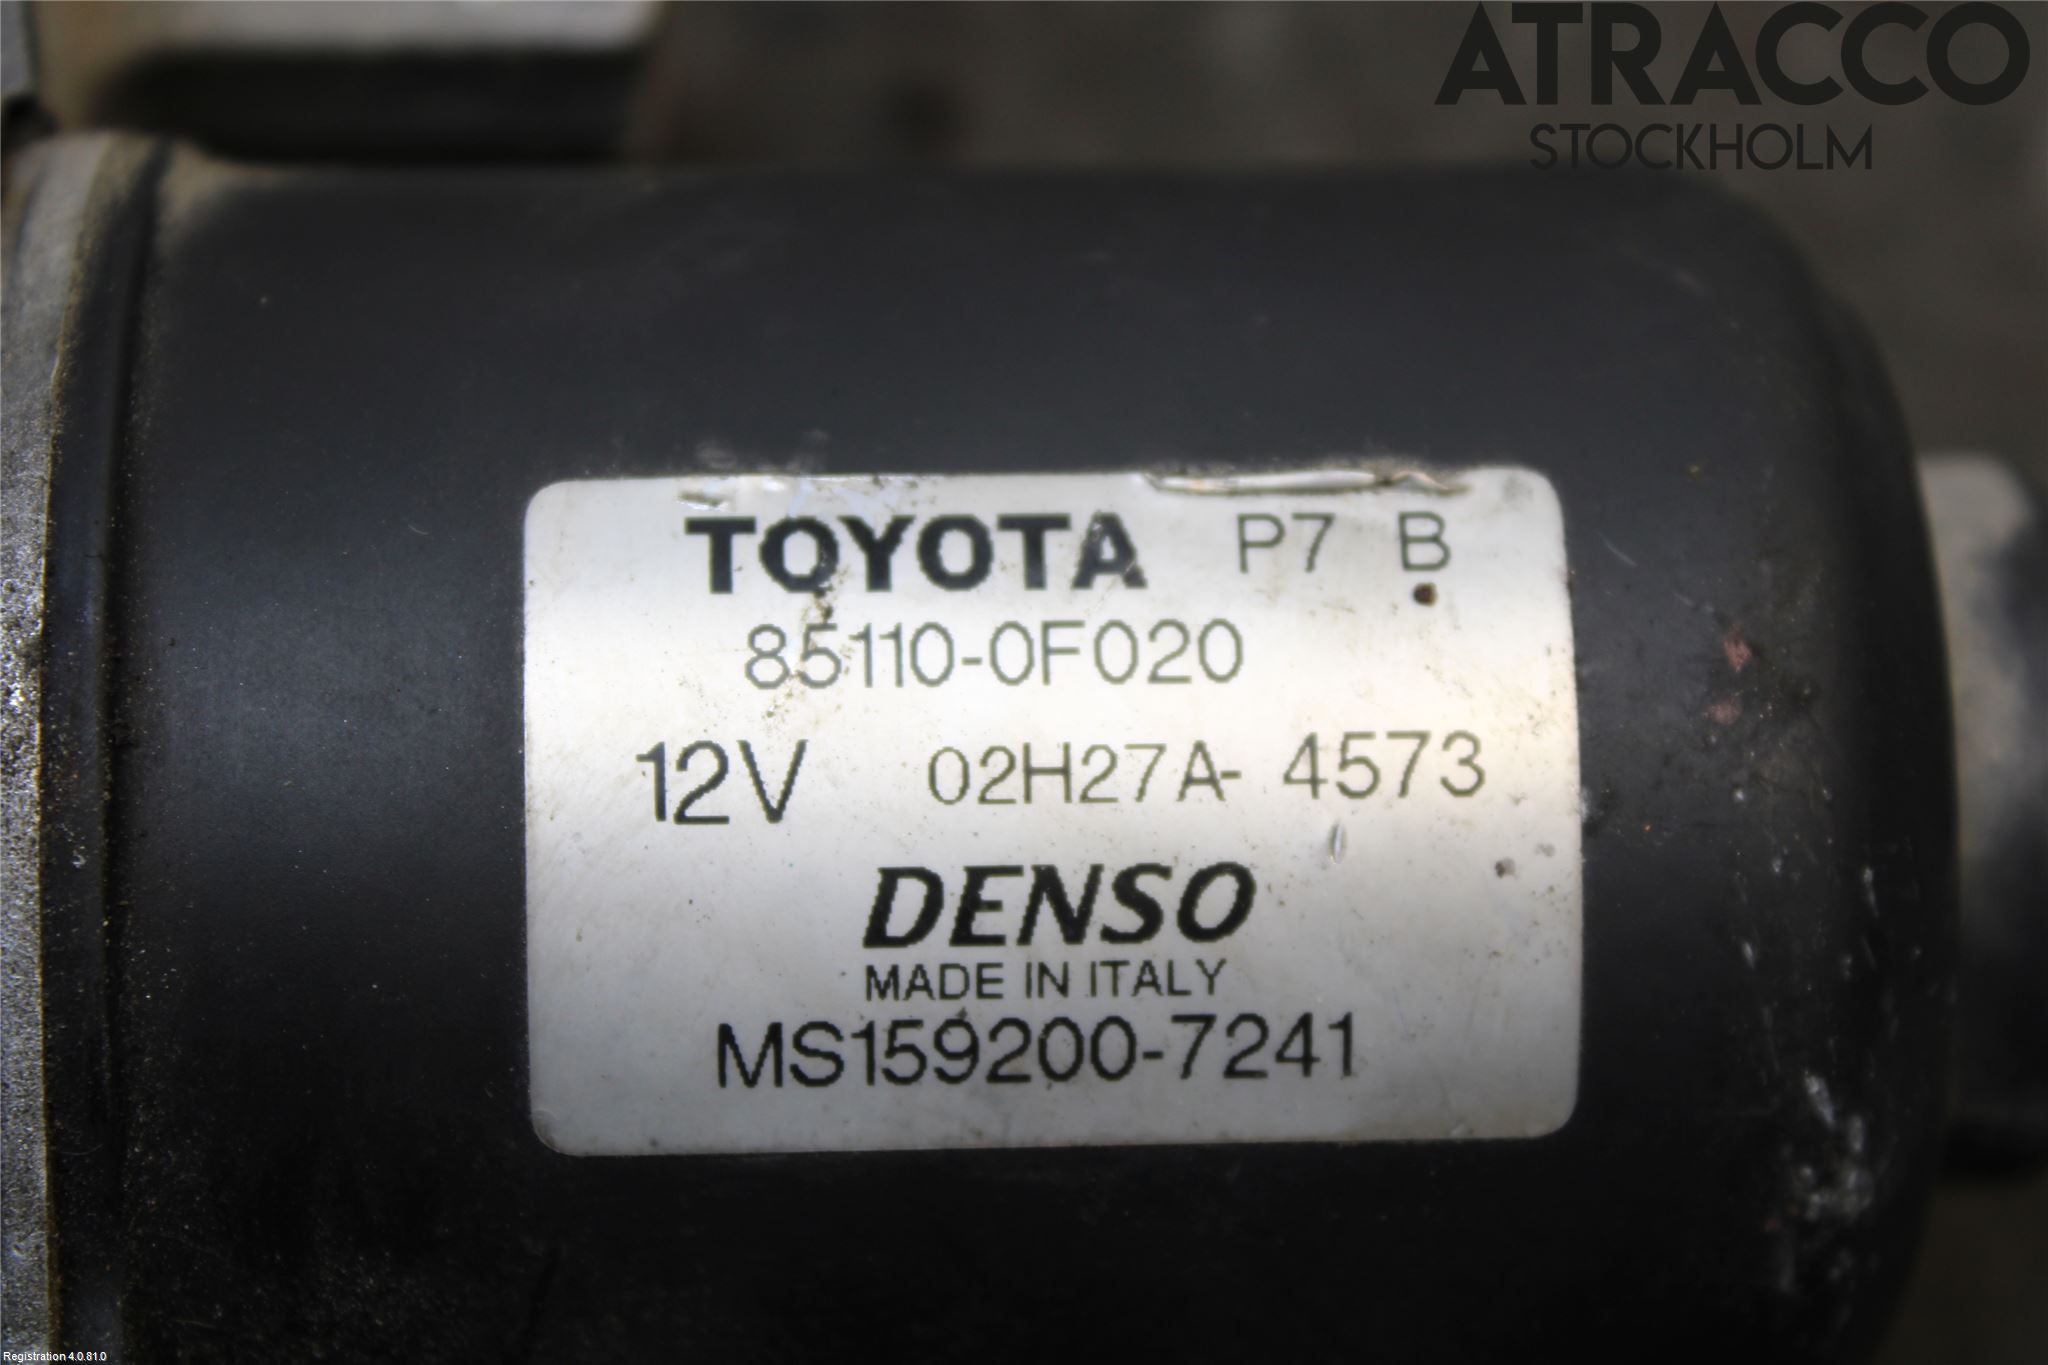 ATRACCO
STOCKHOLM
TOYOTA P7 B
85110-0F020
12V 02H27A- 4573
DENSO
MADE IN ITALY
MS159200-7241
Registration 4.0.81.0